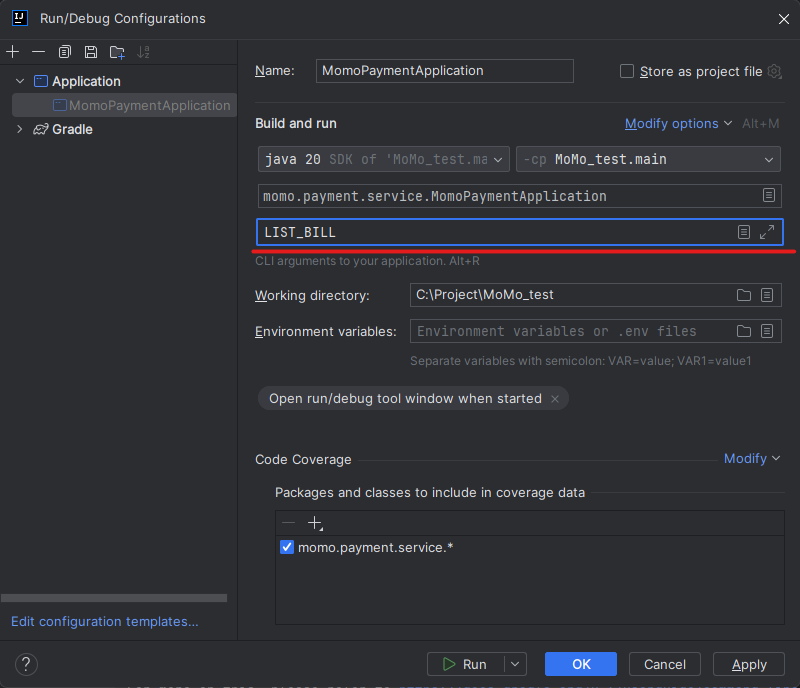 Run/Debug Configurations
Application
MomoPaymentApplication
Gradle
Edit configuration templates...
Name: MomoPaymentApplication Store as project file
Build and run Modify options Alt+M
java 20 SDK of 'MoMo_test.ma -cp MoMo_test.main
momo.payment.service.MomoPaymentApplication
LIST_BILL
CLI arguments to your application. Alt+R
Working directory: C:\Project\MoMo_test
Environment variables: Environment variables or .env files
Separate variables with semicolon: VAR=value; VAR1=value1
Open run/debug tool window when started
Code Coverage Modify
Packages and classes to include in coverage data
momo.payment.service.*
? Run OK Cancel Apply